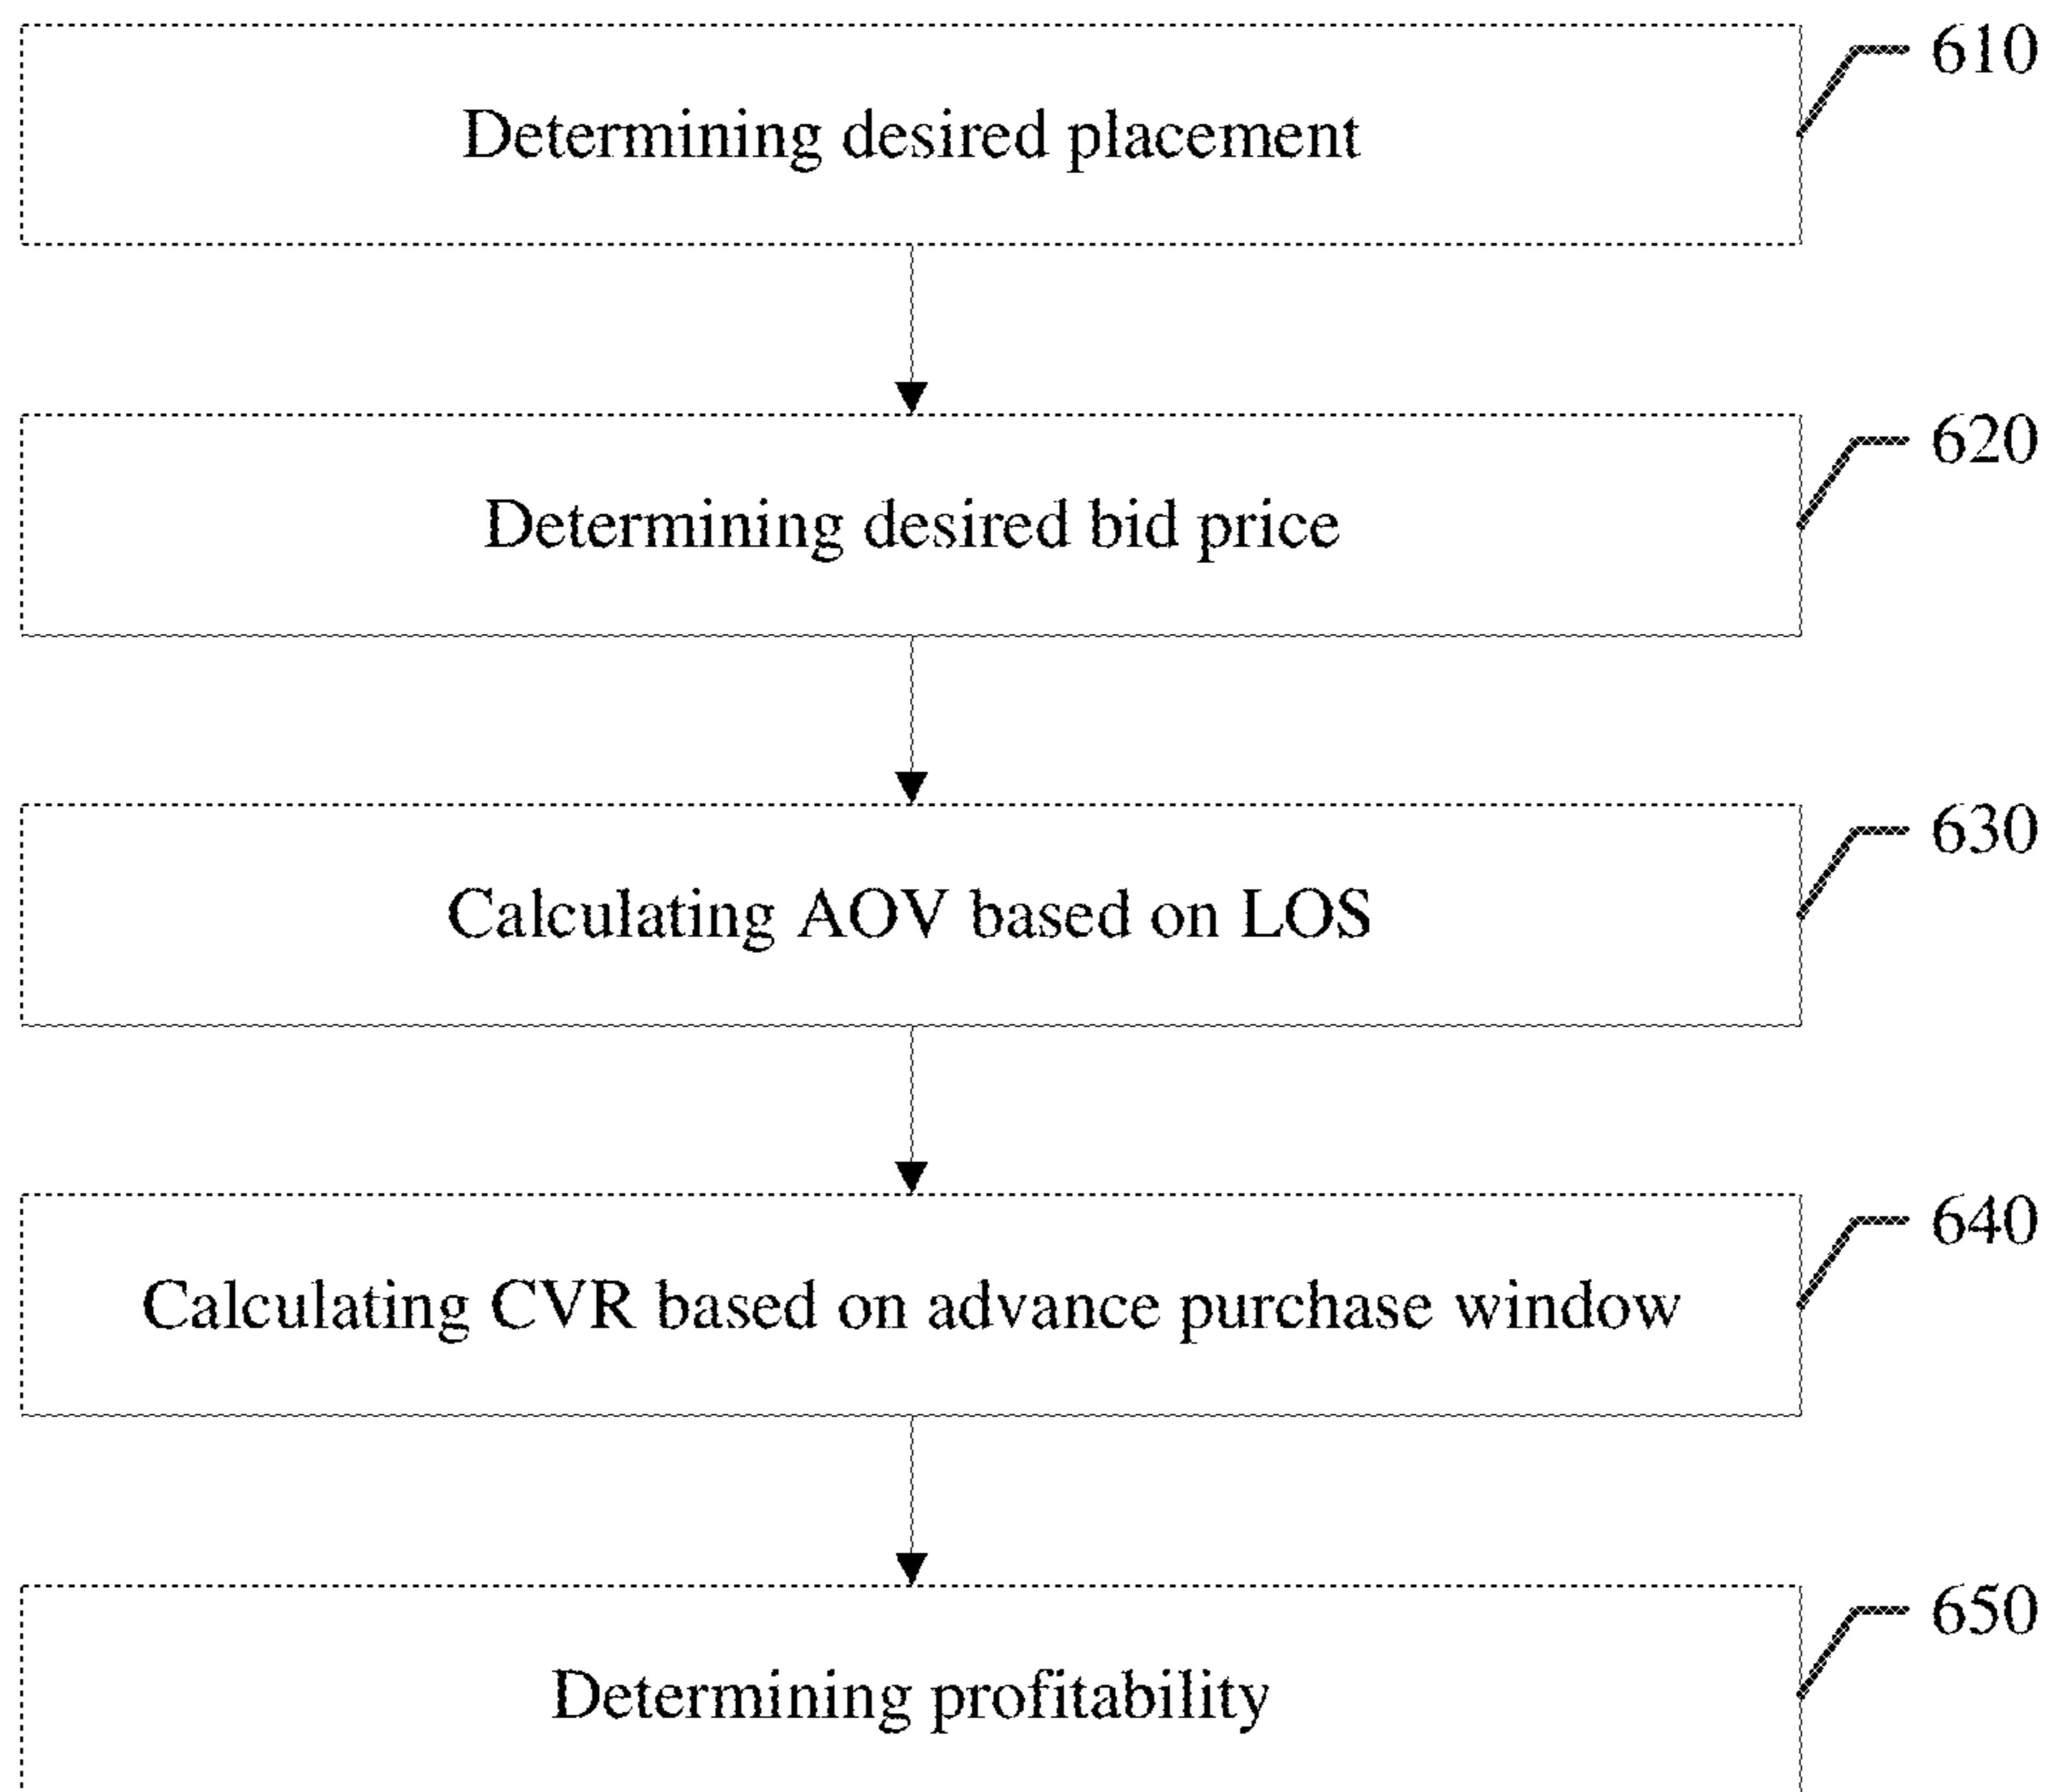 610
Determining desired placement
620
Determining desired bid price
630
Calculating AOV based on LOS
640
Calculating CVR based on advance purchase window
650
Determining profitability